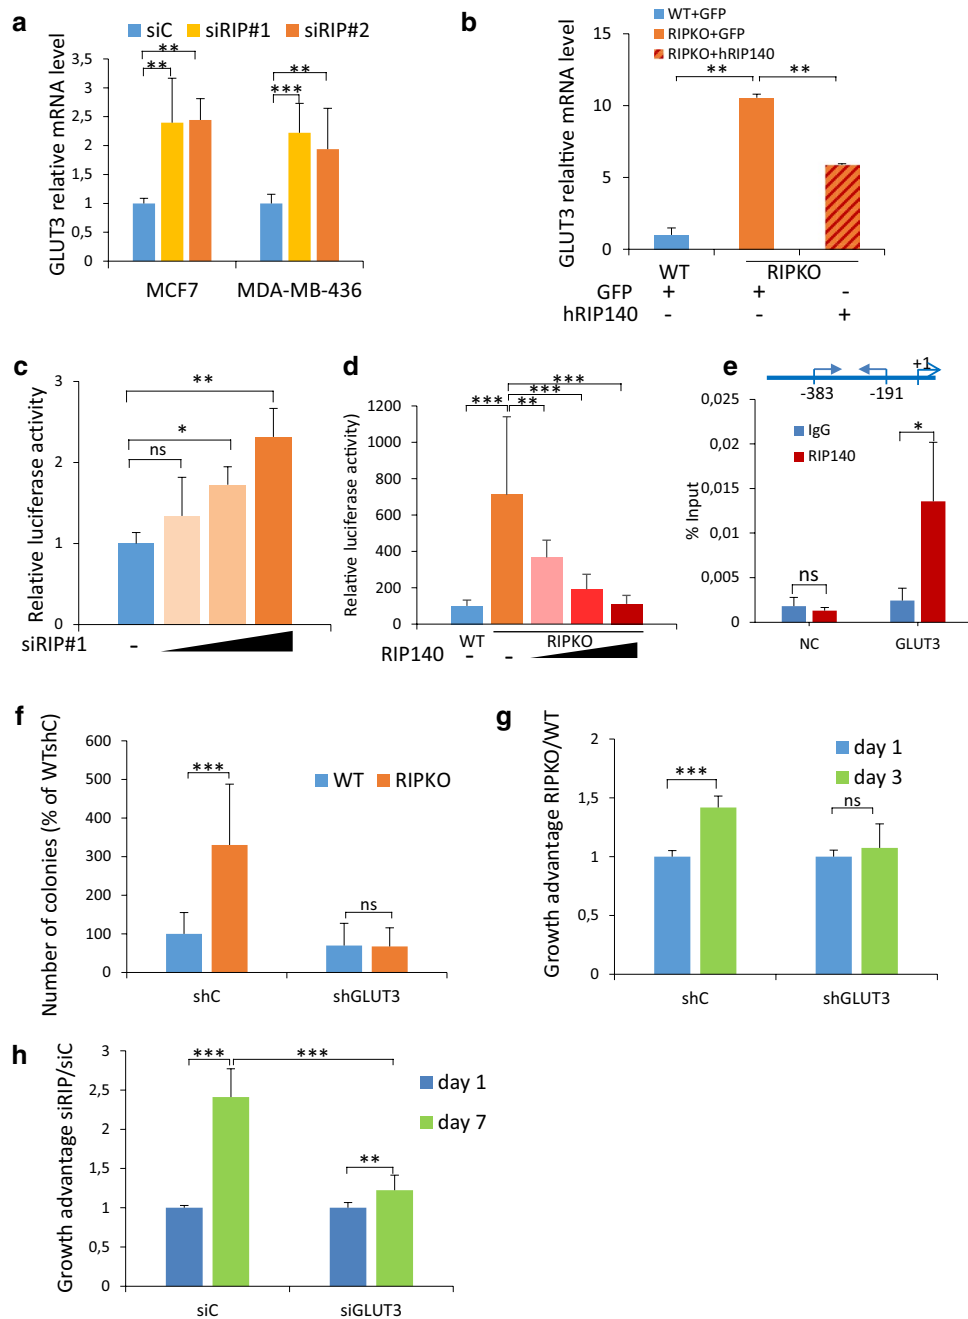 a
siC siRIP#1 siRIP#2
GLUT3 relative mRNA level
3,5
3
2,5
2
1,5
1
0,5
0
** **
*** **
MCF7 MDA-MB-436
b
WT+GFP
RIPKO+GFP
RIPKO+hRIP140
GLUT3 relaltive mRNA level
15
10
5
0
** **
WT RIPKO
GFP + + -
hRIP140 - - +
c
Relative luciferase activity
3
2
1
0
**
*
ns
siRIP#1 -
d
Relative luciferase activity)
1200
1000
800
600
400
200
0
***
***
*** **
WT RIPKO
RIP140 - -
e
+1
-383 -191
0,025
0,02
0,015
0,01
0,005
0
% Input
IgG
RIP140
ns *
NC GLUT3
f
Number of colonies (% of WTshC)
600
500
400
300
200
100
0
WT RIPKO
*** ns
shC shGLUT3
g
Growth advantage RIPKO/WT
2
1,5
1
0,5
0
day 1
day 3
*** ns
shC shGLUT3
h
Growth advantage siRIP/siC
3
2,5
2
1,5
1
0,5
0
day 1
day 7
*** ***
**
siC siGLUT3